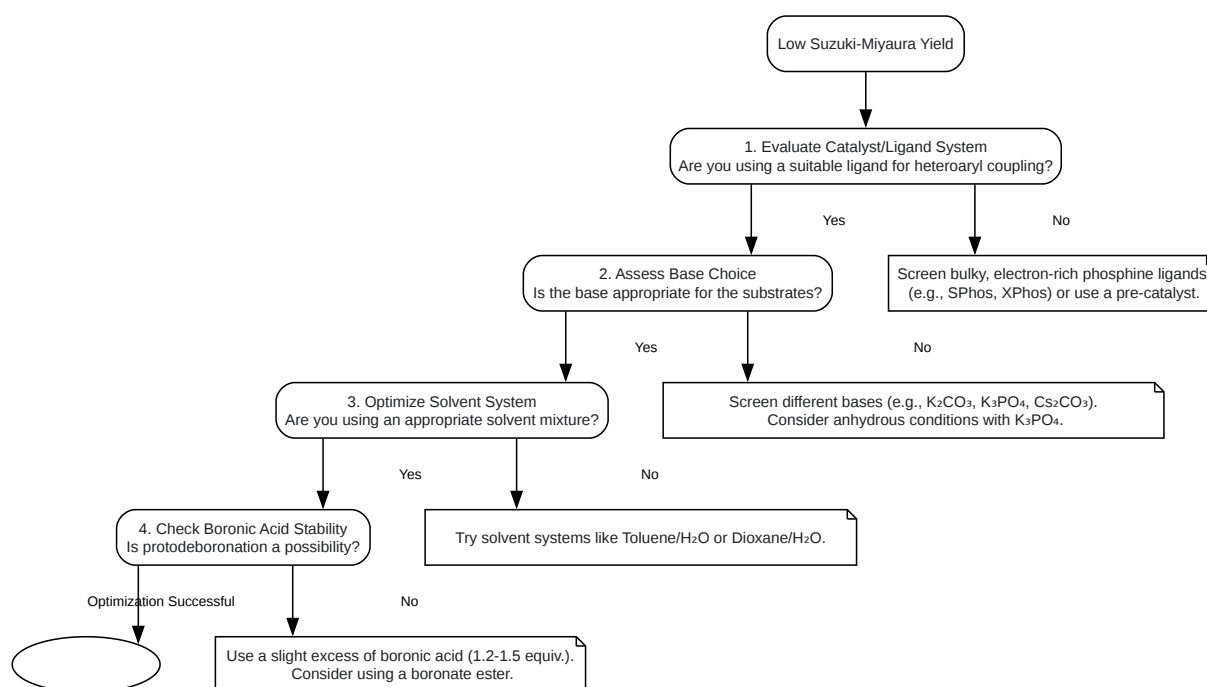 Low Suzuki-Miyaura Yield
1. Evaluate Catalyst/Ligand System
Are you using a suitable ligand for heteroaryl coupling?
Yes
No
2. Assess Base Choice
Is the base appropriate for the substrates?
Screen bulky, electron-rich phosphine ligands
(e.g., SPhos, XPhos) or use a pre-catalyst.
Yes
No
3. Optimize Solvent System
Are you using an appropriate solvent mixture?
Screen different bases (e.g., K₂CO₃, K₃PO₄, Cs₂CO₃).
Consider anhydrous conditions with K₃PO₄.
Yes
No
4. Check Boronic Acid Stability
Is protodeboronation a possibility?
Try solvent systems like Toluene/H₂O or Dioxane/H₂O.
Optimization Successful
No
Use a slight excess of boronic acid (1.2-1.5 equiv.).
Consider using a boronate ester.